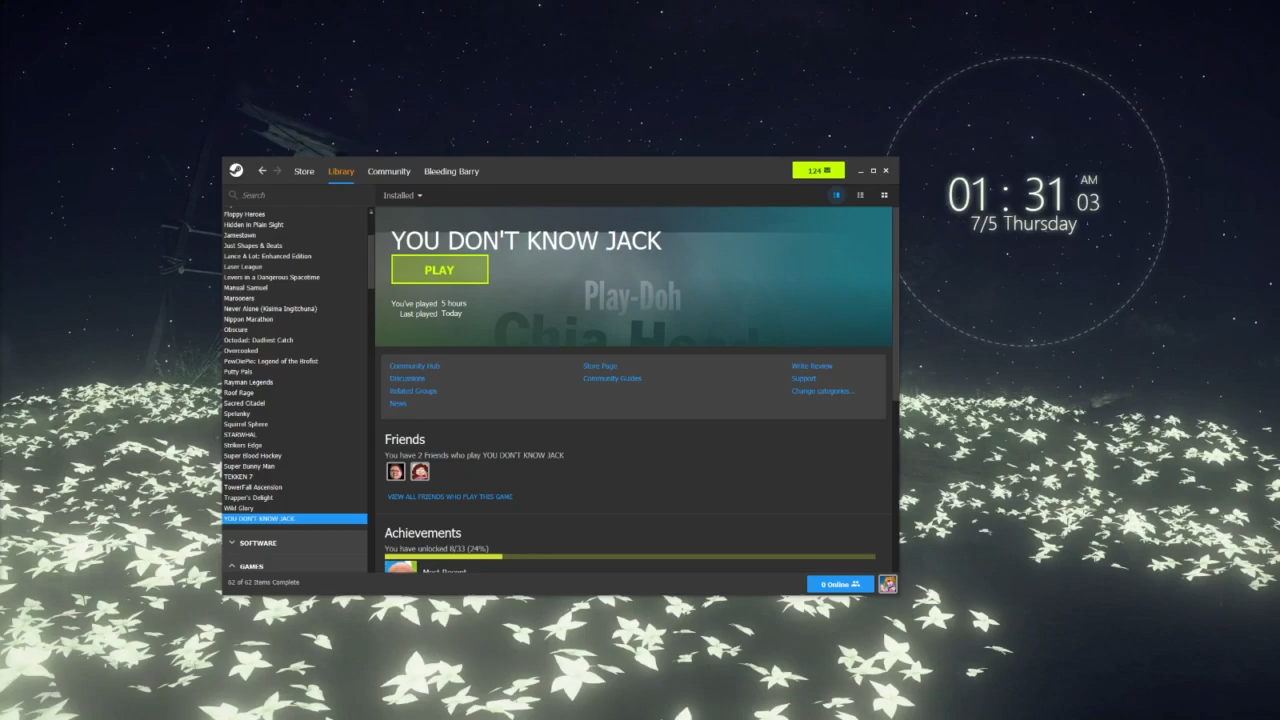 Store Library Community Bleeding Barry 124
Search
Installed
Floppy Heroes
Hidden in Plain Sight
Jamestown
Just Shapes & Beats
Lance A Lot: Enhanced Edition
Laser League
Lovers in a Dangerous Spacetime
Manual Samuel
Marooners
Never Alone (Kisima Ingitchuna)
Nippon Marathon
Obscure
Octodad: Dadliest Catch
Overcooked
PewDiePie: Legend of the Brofist
Putty Pals
Rayman Legends
Roof Rage
Sacred Citadel
Spelunky
Squirrel Sphere
STARWHAL
Strikers Edge
Super Blood Hockey
Super Bunny Man
TEKKEN 7
TowerFall Ascension
Trapper's Delight
Wild Glory
YOU DON'T KNOW JACK
SOFTWARE
GAMES
62 of 62 Items Complete
YOU DON'T KNOW JACK
PLAY
You've played 5 hours
Last played Today
Play-Doh
Chia Head
Community Hub
Discussions
Related Groups
News
Store Page
Community Guides
Write Review
Support
Change categories...
Friends
You have 2 Friends who play YOU DON'T KNOW JACK
VIEW ALL FRIENDS WHO PLAY THIS GAME
Achievements
You have unlocked 8/33 (24%)
Most Recent
0 Online
01 : 31 AM
03
7/5 Thursday